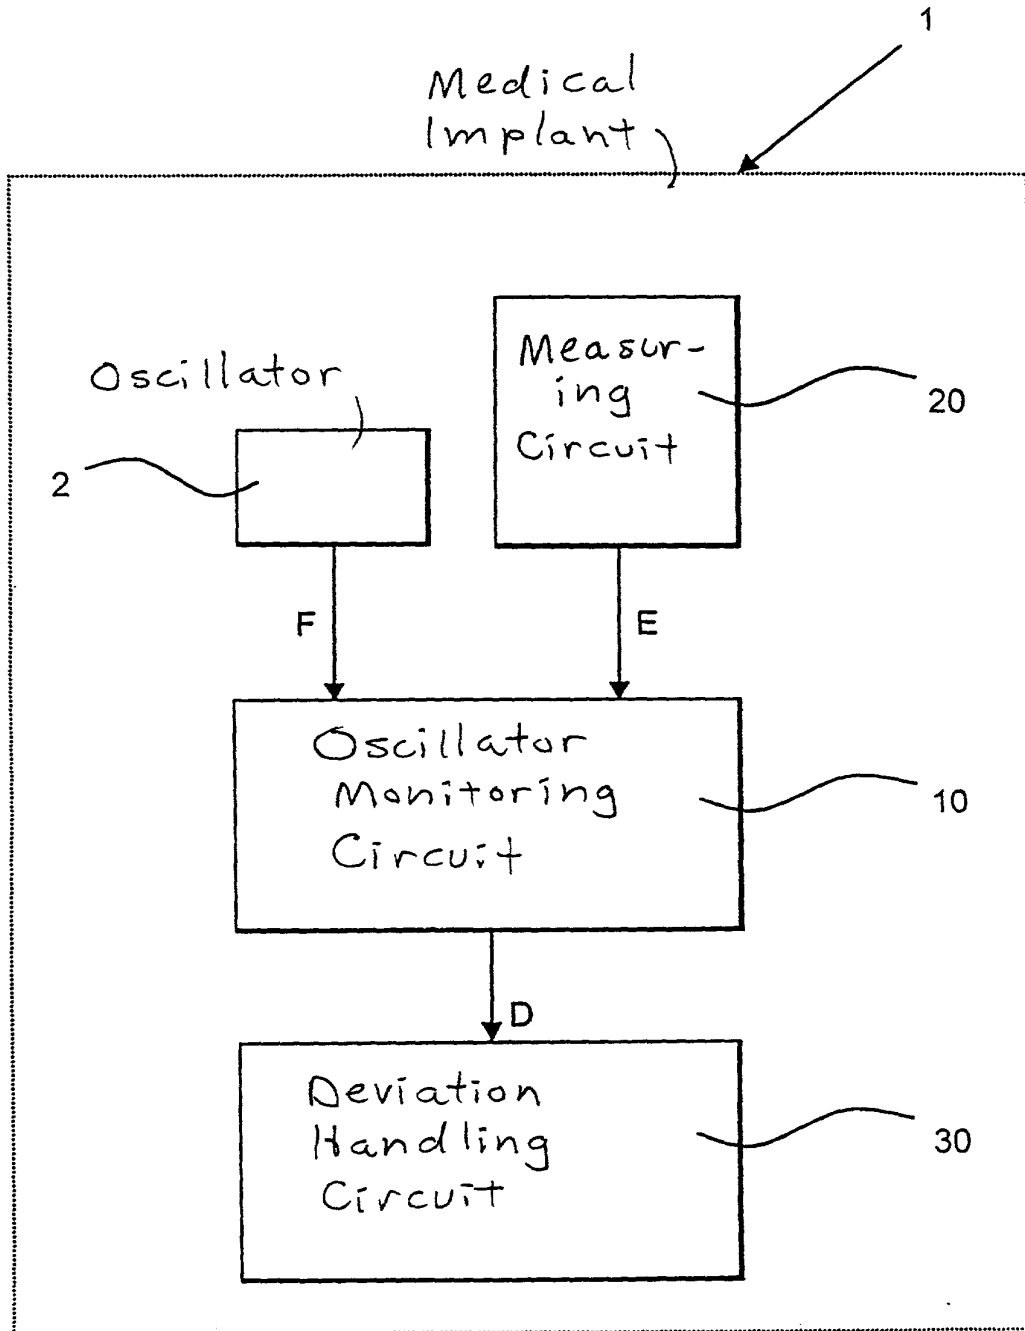 1
Medical
Implant
Oscillator
Measur-
ing
Circuit
20
2
F
E
Oscillator
Monitoring
Circuit
10
D
Deviation
Handling
Circuit
30